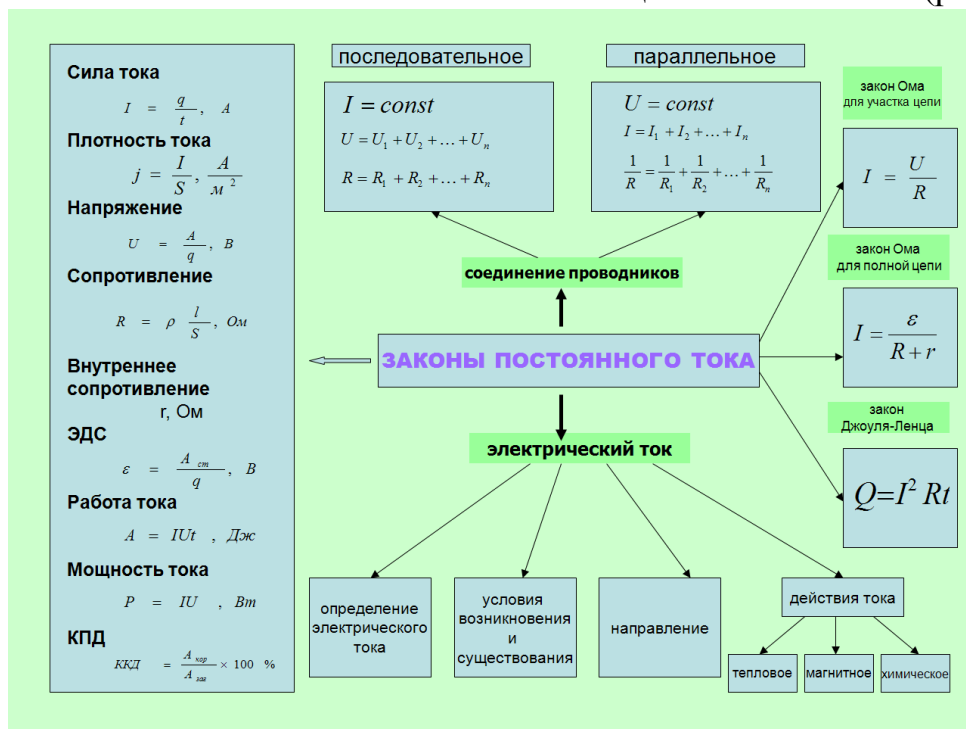 (р
последовательное
параллельное
Сила тока
I = q/t, А
Плотность тока
j = I/S, А/м²
Напряжение
U = A/q, В
Сопротивление
R = ρ l/S, Ом
Внутреннее
сопротивление
r, Ом
ЭДС
ε = A ст/q, В
Работа тока
A = IUt , Дж
Мощность тока
P = IU , Вт
КПД
ККД = A кор/A заг × 100 %
I = const
U = U₁ + U₂ + … + Uₙ
R = R₁ + R₂ + … + Rₙ
U = const
I = I₁ + I₂ + … + Iₙ
1/R = 1/R₁ + 1/R₂ + … + 1/Rₙ
соединение проводников
закон Ома
для участка цепи
I = U/R
закон Ома
для полной цепи
I = ε/(R + r)
закон
Джоуля-Ленца
Q=I² Rt
ЗАКОНЫ ПОСТОЯННОГО ТОКА
электрический ток
определение
электрического
тока
условия
возникновения
и
существования
направление
действия тока
тепловое
магнитное
химическое